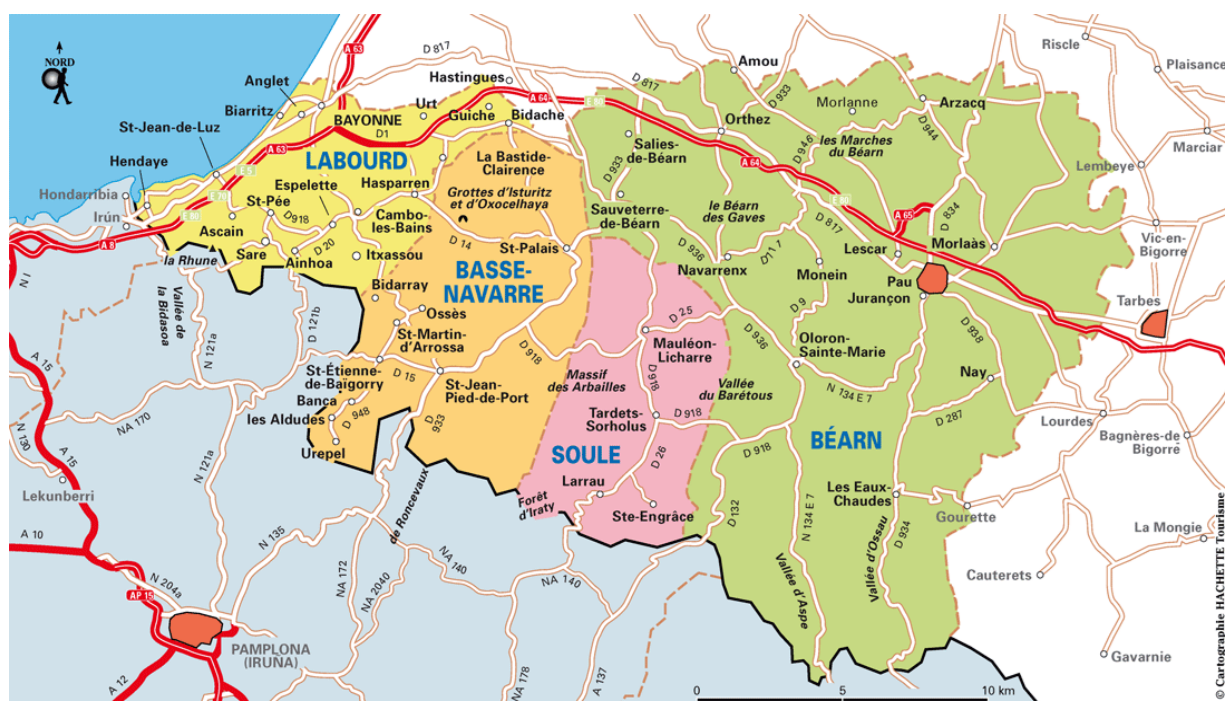 NORD
A 63
D 817
Riscle
Plaisance
Anglet
Hastingues
Amou
D 817
D 933
Morlanne
Arzacq
Biarritz
Urt
A 64
E 80
BAYONNE
D1
Guiche
Bidache
Orthez
D 944
St-Jean-de-Luz
Salies-
de-Béarn
D 946
les Marches
du Béarn
Marciac
A 63
LABOURD
La Bastide-
Clairence
D 933
A 64
Lembeye
Hendaye
E 5
Hondarribia
E 70
Espelette
Hasparren
Grottes d'Isturitz
et d'Oxocelhaya
Irún
E 80
St-Pée
D918
Cambo-
les-Bains
Sauveterre-
de-Béarn
le Béarn
des Gaves
E 80
A 65
D 834
D 817
A 8
Ascain
D 20
D 14
St-Palais
D 936
D11 7
Lescar
Morlaàs
Vic-en-
Bigorre
la Rhune
Sare
Ainhoa
Itxassou
Navarrenx
Monein
N I
BASSE-
NAVARRE
Pau
Jurançon
Vallée de
la Bidasoa
Bidarray
Ossès
D 9
Tarbes
D 121b
N 121a
St-Martin-
d'Arrossa
D 25
D 936
D 938
D 918
Mauléon-
Licharre
Oloron-
Sainte-Marie
A 15
St-Étienne-
de-Baïgorry
D 15
St-Jean-
Pied-de-Port
Massif
des Arbailles
D 918
Vallée
du Barétous
N 134 E 7
Nay
Banca
les Aldudes
D 948
D 933
Tardets-
Sorholus
D 918
D 287
Lourdes
NA 170
N 130
A 15
Urepel
D 918
BÉARN
Bagnères-de
Bigorre
N 121a
SOULE
D 26
Lekunberri
Larrau
Les Eaux-
Chaudes
de Roncevaux
Forêt
d'Iraty
Ste-Engrâce
D 132
N 134 E 7
D 934
Gourette
La Mongie
A 10
N 135
NA 140
N 204a
NA 172
NA 2040
NA 140
Vallée d'Aspe
Vallée d'Ossau
Cauterets
AP 15
PAMPLONA
(IRUNA)
Gavarnie
A 12
NA 178
A 137
0
5
10 km
© Cartographie HACHETTE Tourisme